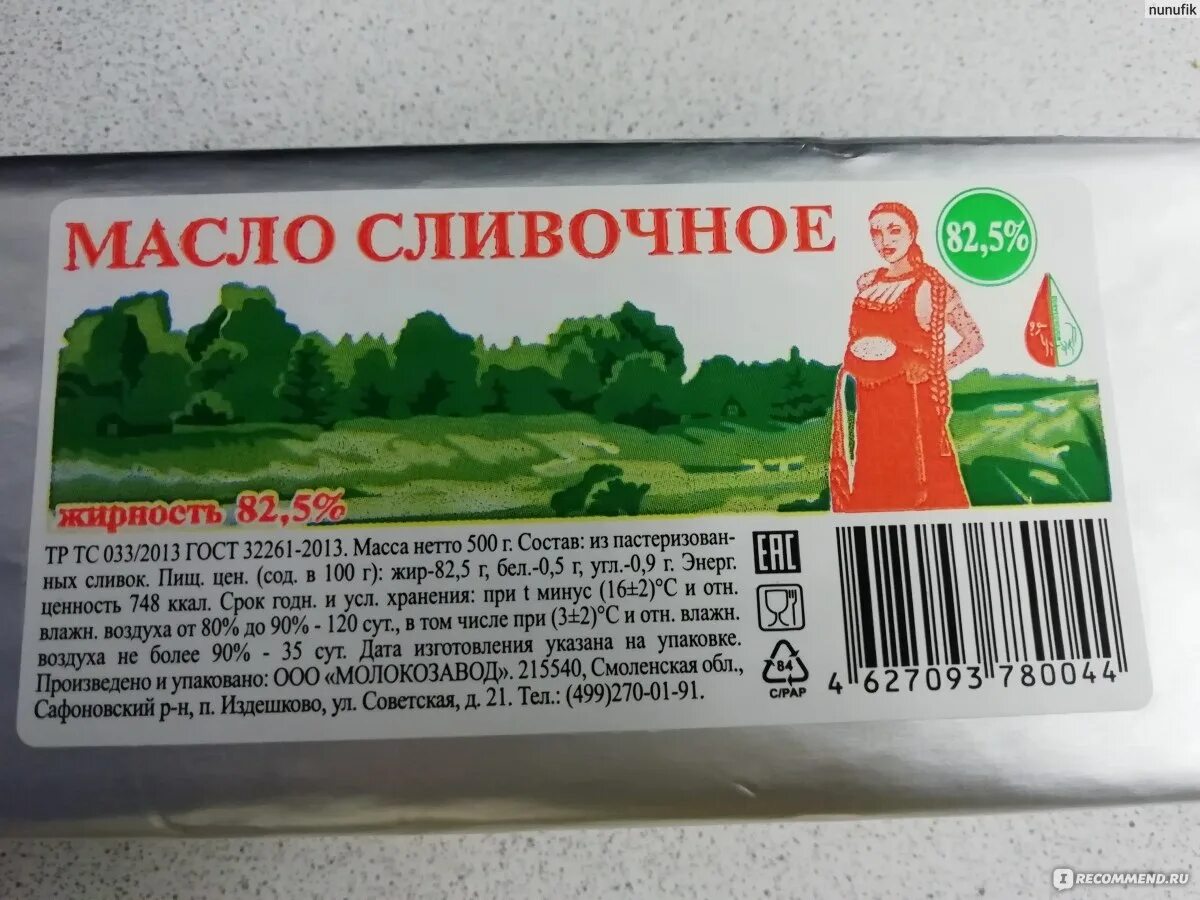 nunufik
МАСЛО СЛИВОЧНОЕ
82,5%
жирность 82,5%
ТР ТС 033/2013 ГОСТ 32261-2013. Масса нетто 500 г. Состав: из пастеризован-
ных сливок. Пищ. цен. (сод. в 100 г): жир-82,5 г, бел.-0,5 г, угл.-0,9 г. Энерг.
ценность 748 ккал. Срок годн. и усл. хранения: при t минус (16±2)°С и отн.
влажн. воздуха от 80% до 90% - 120 сут., в том числе при (3±2)°С и отн. влажн.
воздуха не более 90% - 35 сут. Дата изготовления указана на упаковке.
Произведено и упаковано: ООО «МОЛОКОЗАВОД». 215540, Смоленская обл.,
Сафоновский р-н, п. Издешково, ул. Советская, д. 21. Тел.: (499)270-01-91.
EAC
84
C/PAP
4 627093 780044
IRECOMMEND.RU